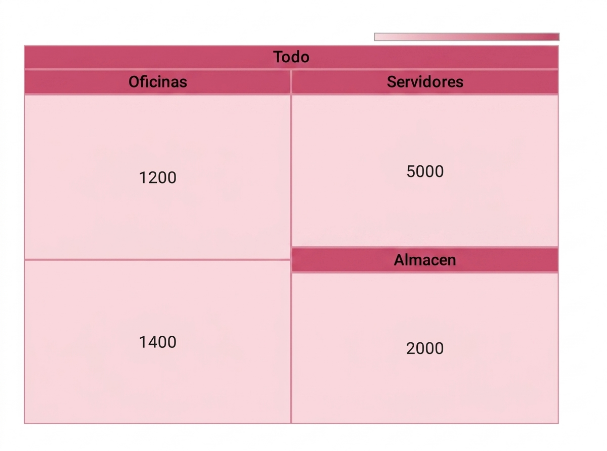 Todo
Oficinas
Servidores
1200
5000
Almacen
1400
2000